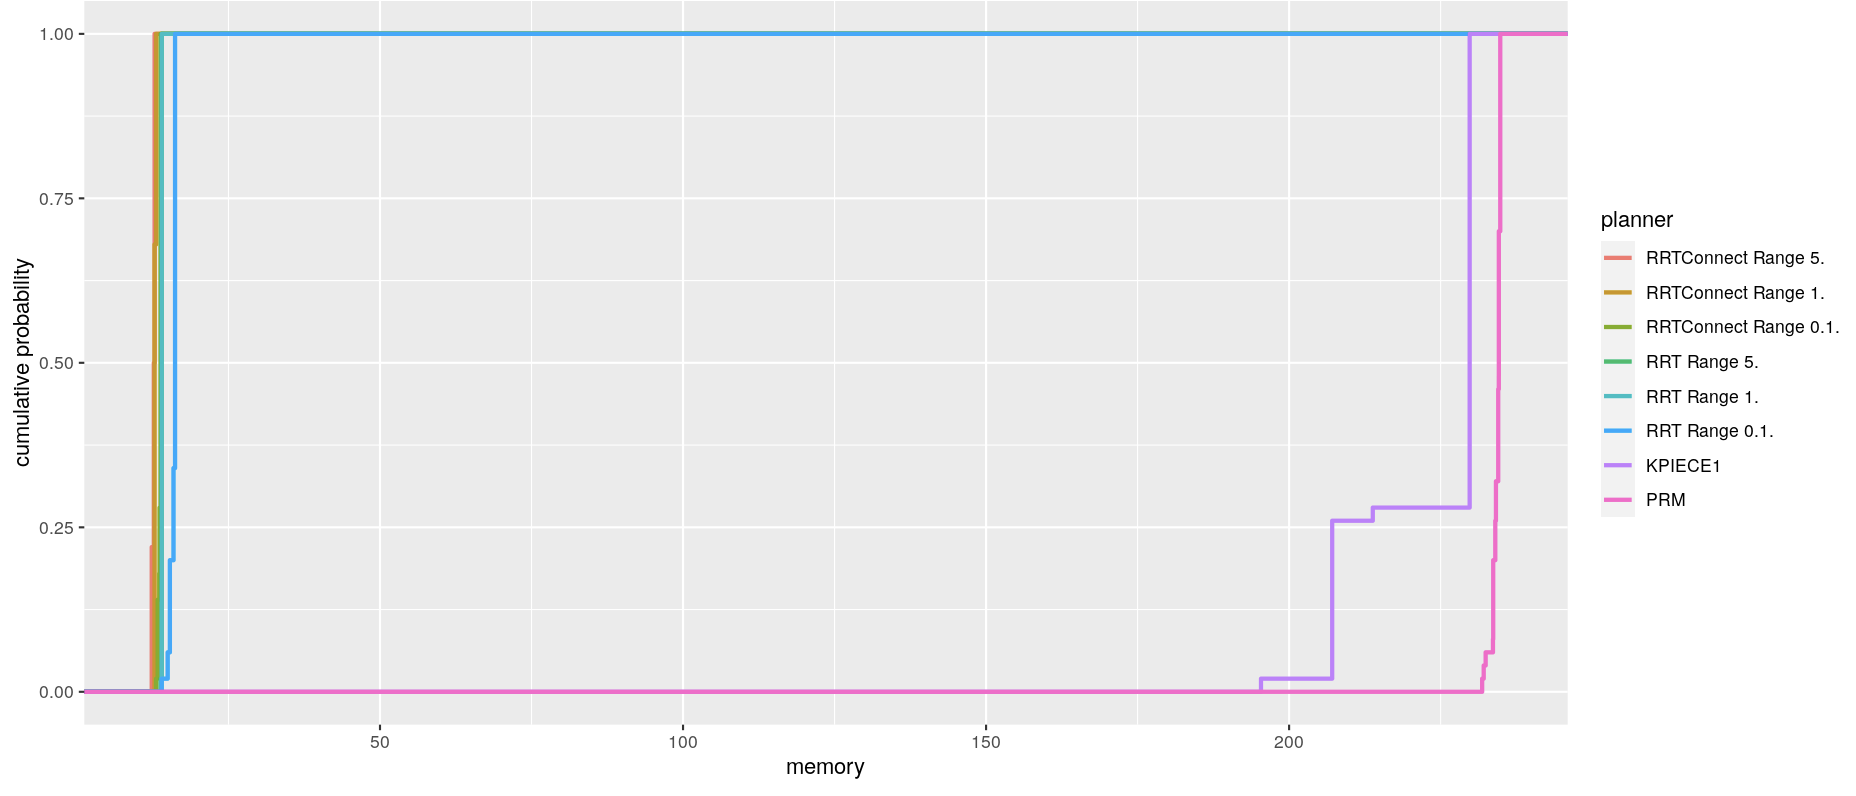 1.00
0.75
0.50
0.25
0.00
cumulative probability
50
100
150
200
memory
planner
RRTConnect Range 5.
RRTConnect Range 1.
RRTConnect Range 0.1.
RRT Range 5.
RRT Range 1.
RRT Range 0.1.
KPIECE1
PRM